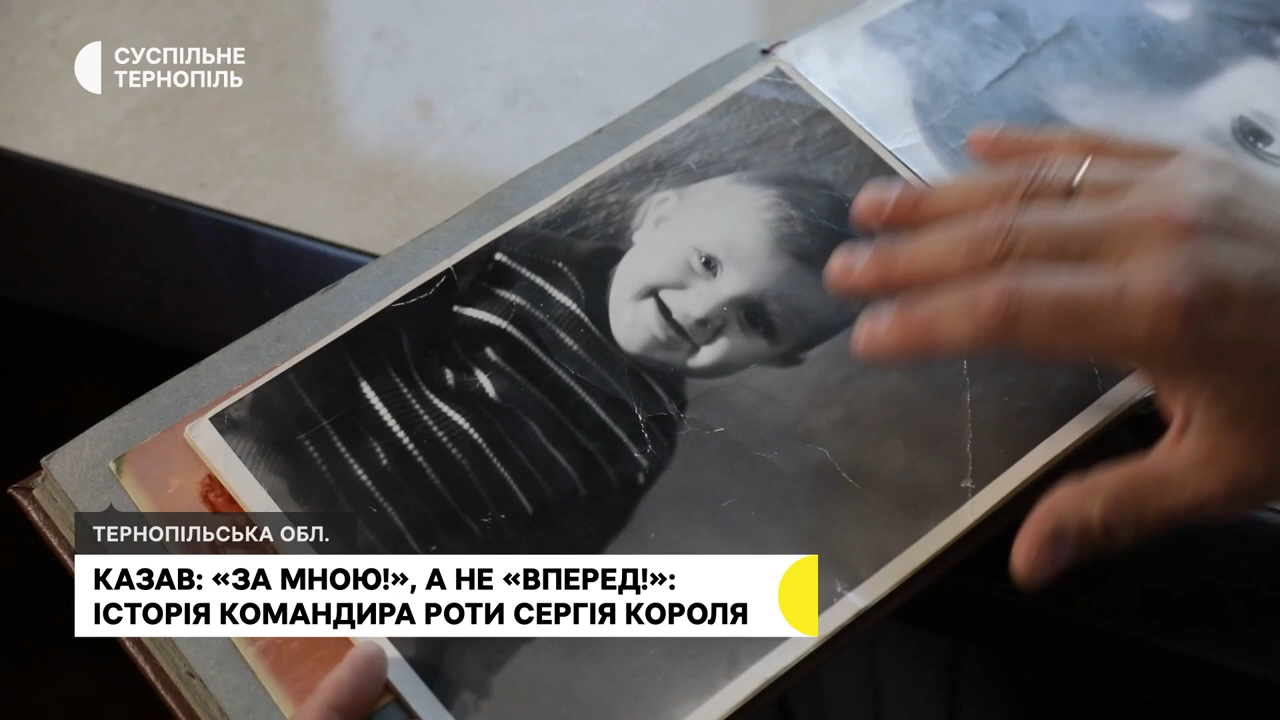 СУСПІЛЬНЕ
ТЕРНОПІЛЬ
ТЕРНОПІЛЬСЬКА ОБЛ.
КАЗАВ: «ЗА МНОЮ!», А НЕ «ВПЕРЕД!»:
ІСТОРІЯ КОМАНДИРА РОТИ СЕРГІЯ КОРОЛЯ